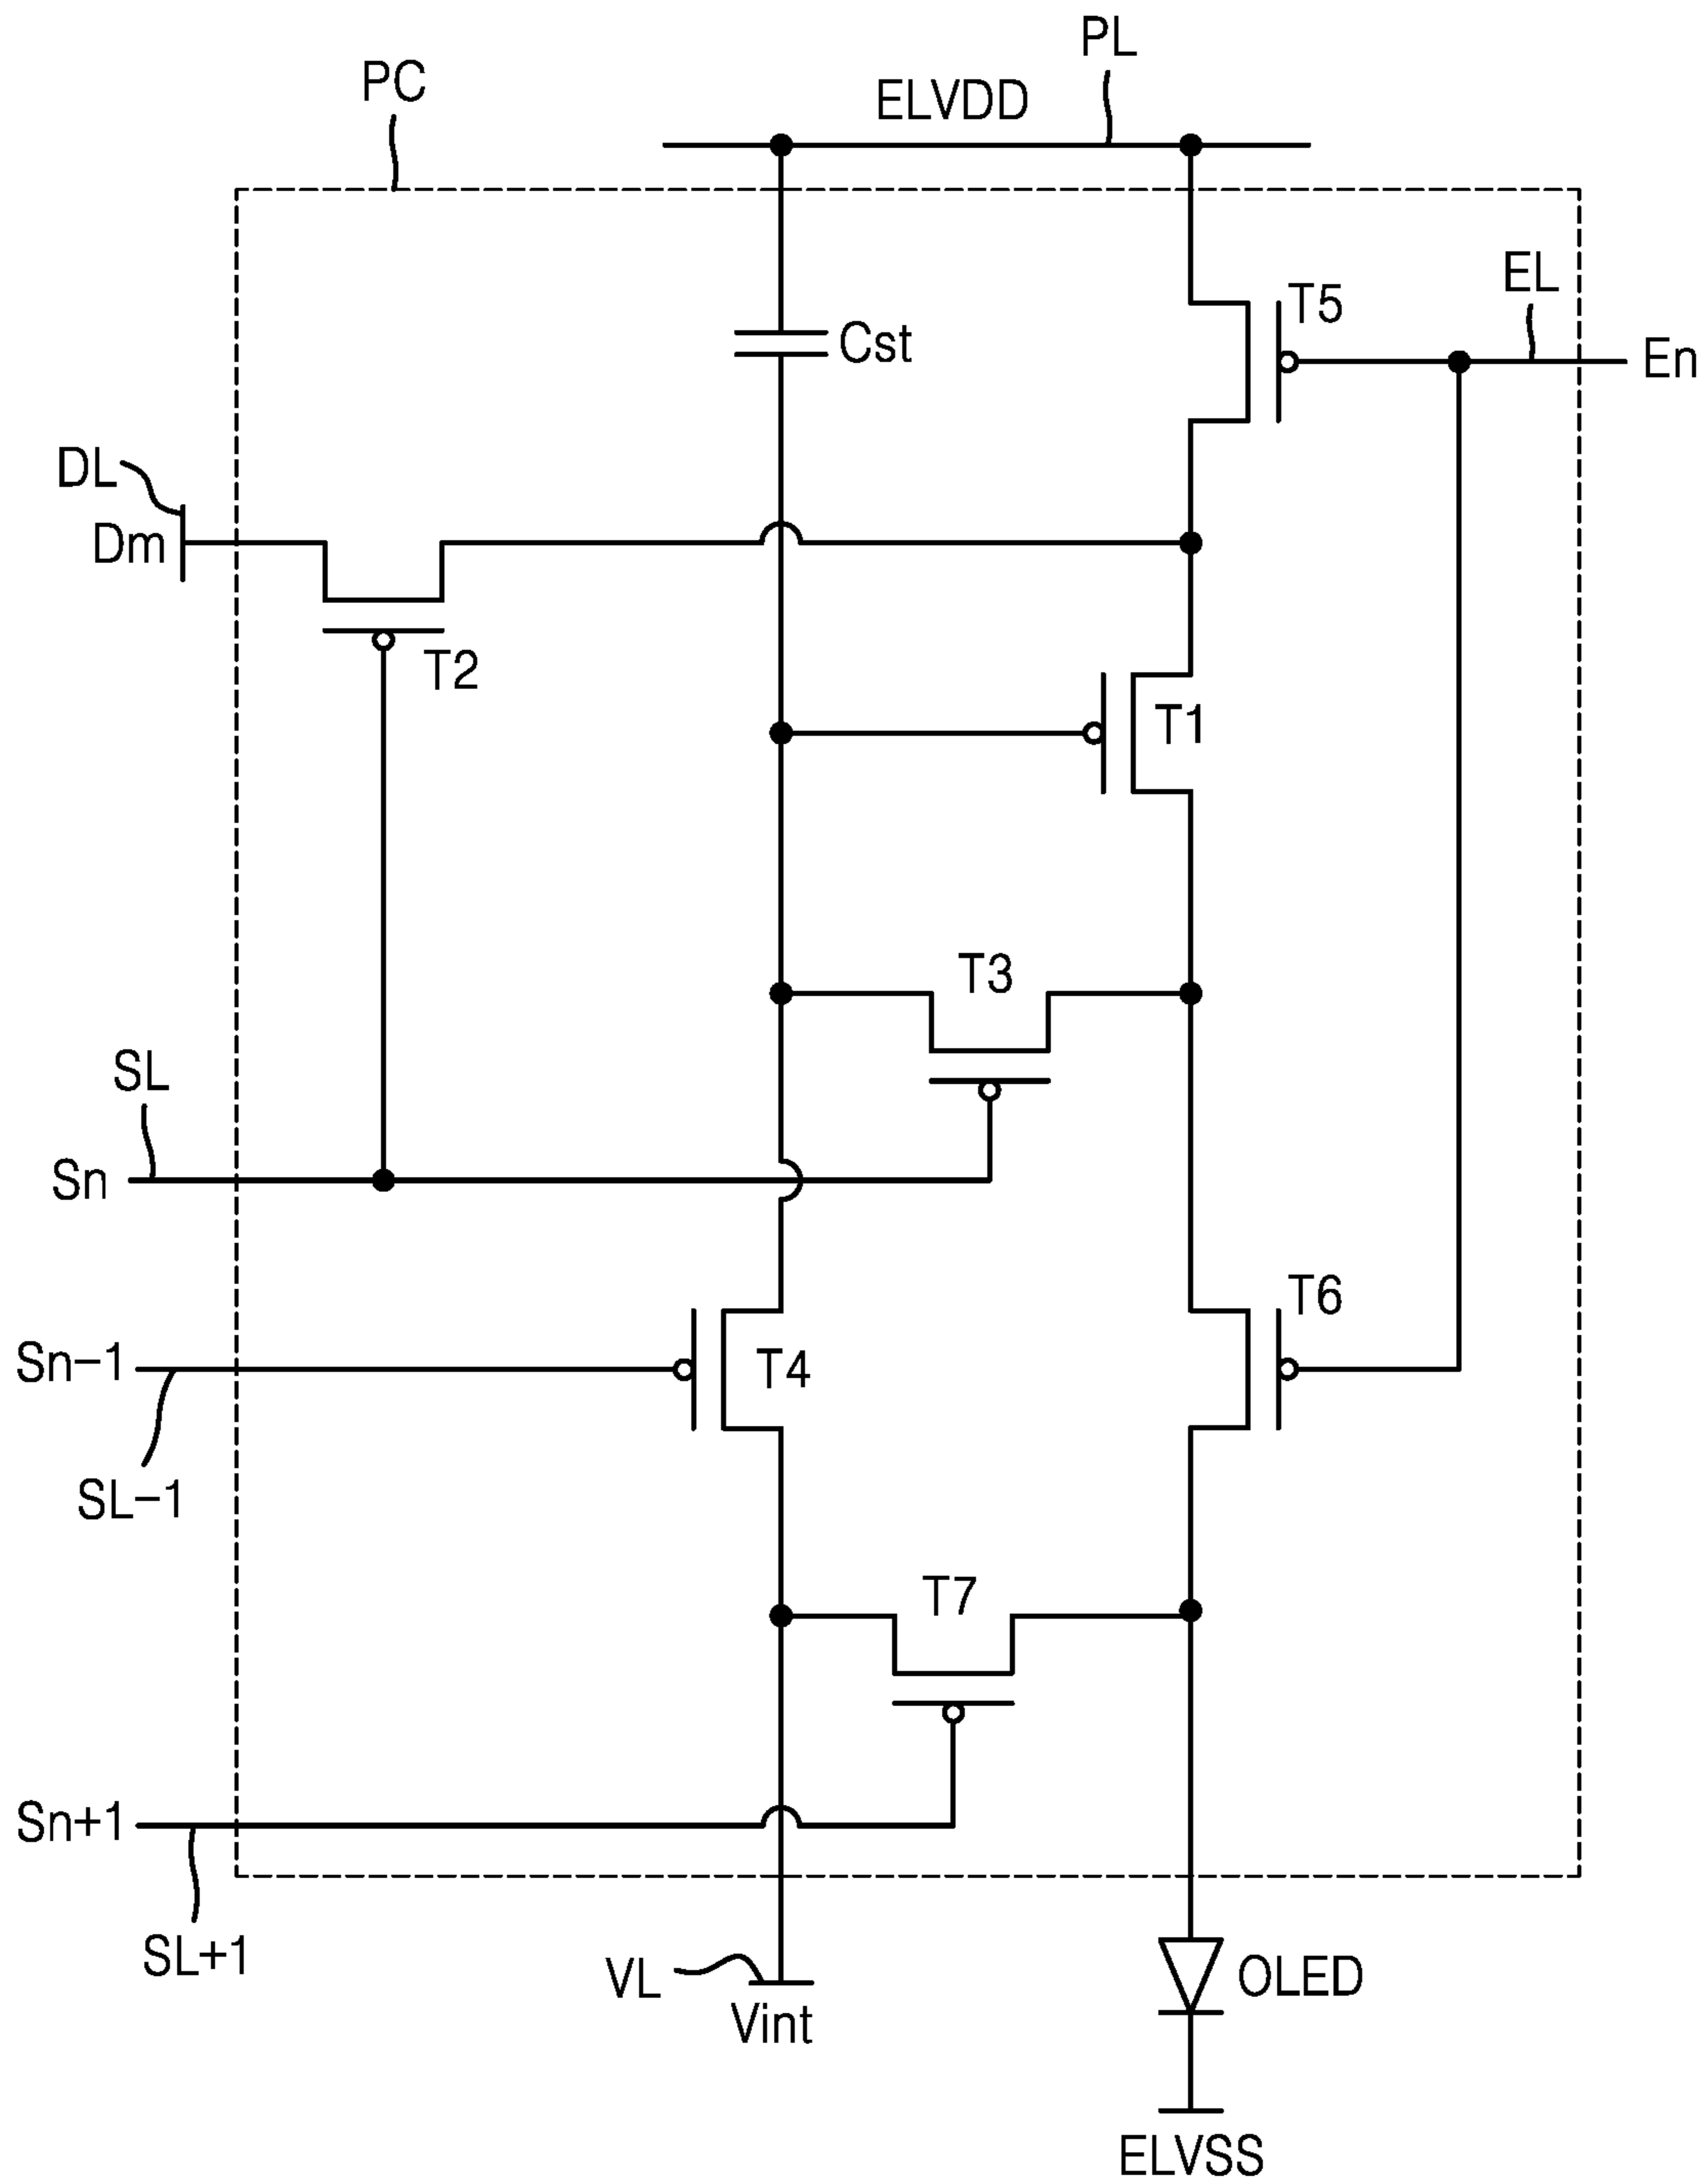 PL
PC
ELVDD
EL
T5
Cst
En
DL
Dm
T2
T1
T3
SL
Sn
T6
Sn−1
T4
SL−1
T7
Sn+1
SL+1
VL
OLED
Vint
ELVSS